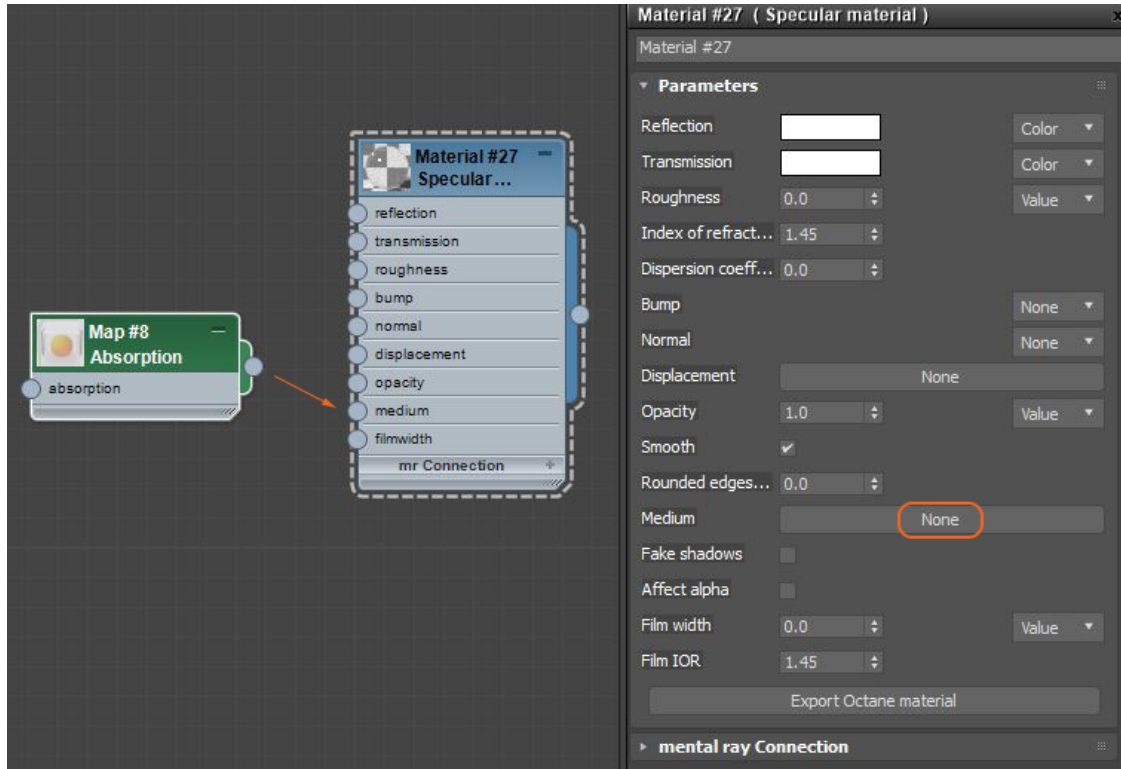 Map #8
Absorption
absorption
Material #27
Specular...
reflection
transmission
roughness
bump
normal
displacement
opacity
medium
filmwidth
mr Connection
Material #27 ( Specular material )
Material #27
Parameters
Reflection Color
Transmission Color
Roughness 0.0 Value
Index of refract... 1.45
Dispersion coeff... 0.0
Bump None
Normal None
Displacement None
Opacity 1.0 Value
Smooth
Rounded edges... 0.0
Medium None
Fake shadows
Affect alpha
Film width 0.0 Value
Film IOR 1.45
Export Octane material
mental ray Connection